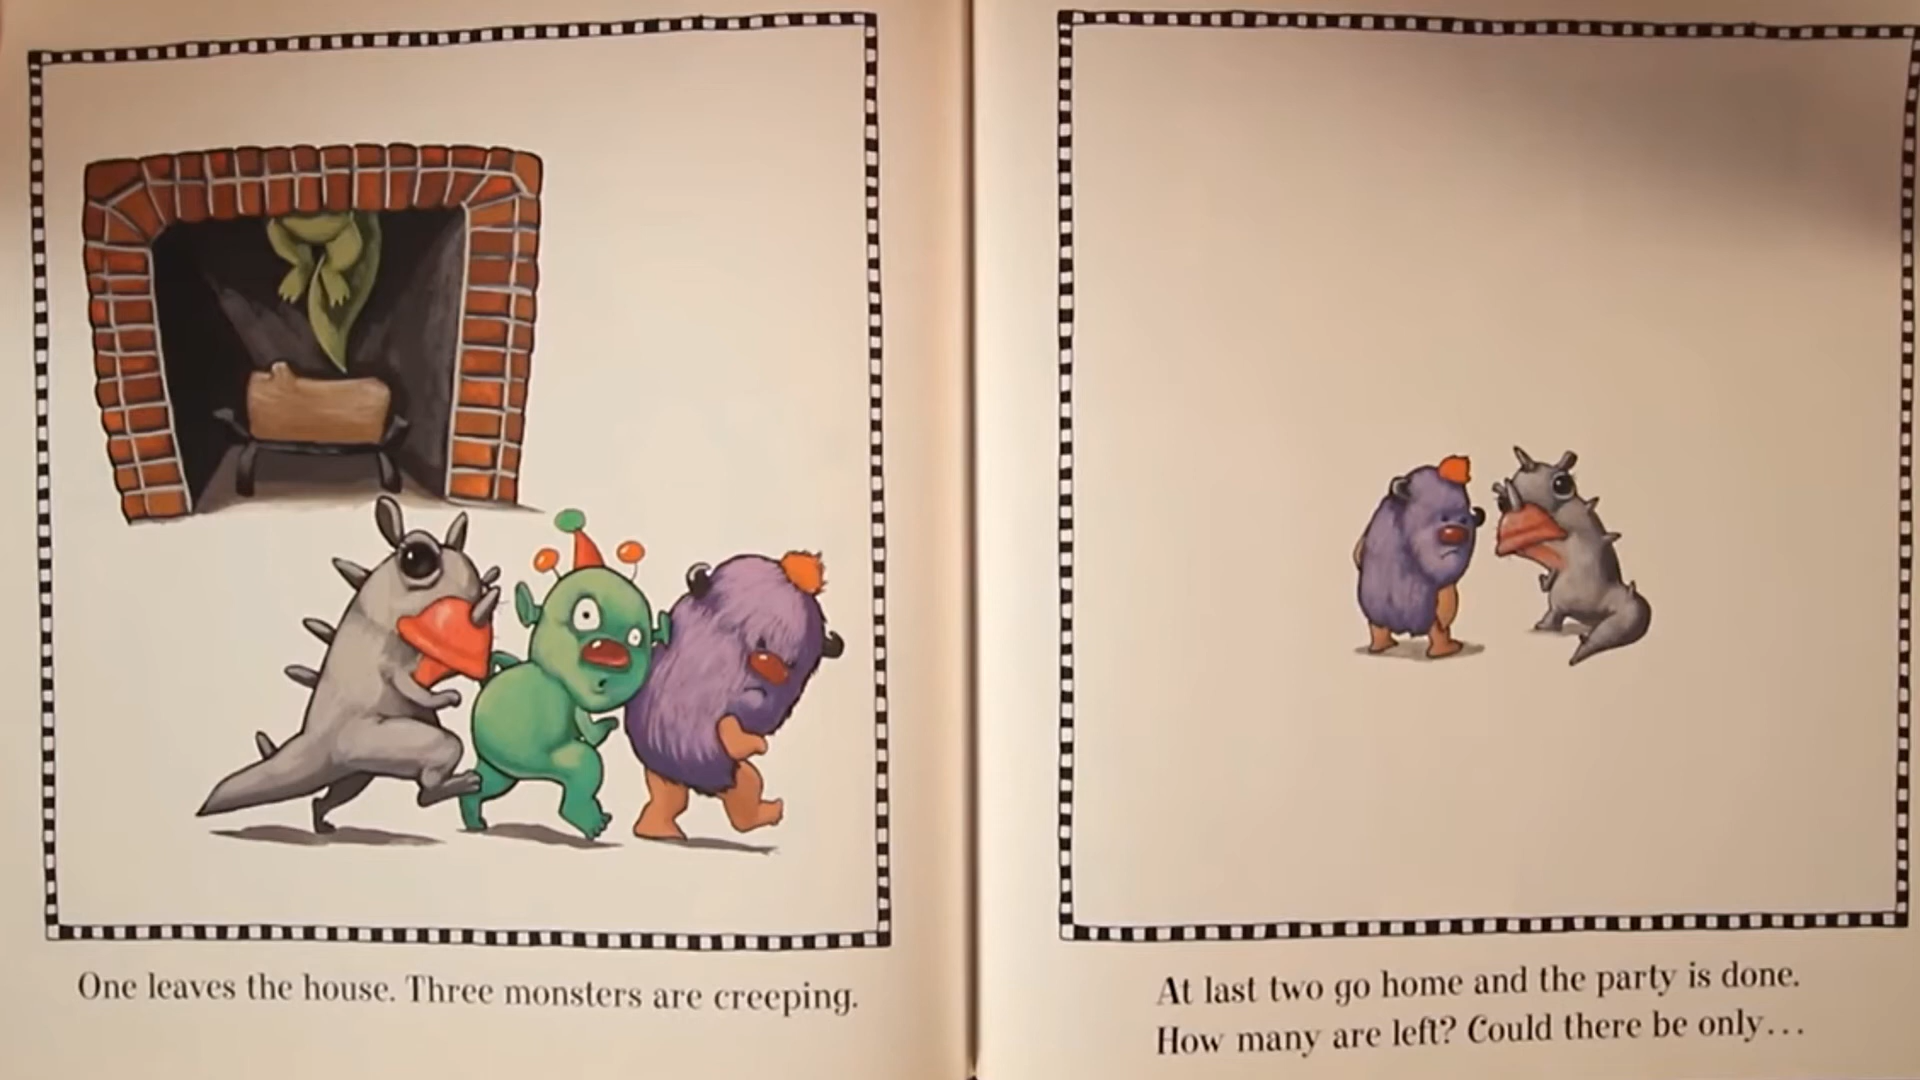 One leaves the house. Three monsters are creeping.
At last two go home and the party is done.
How many are left? Could there be only...